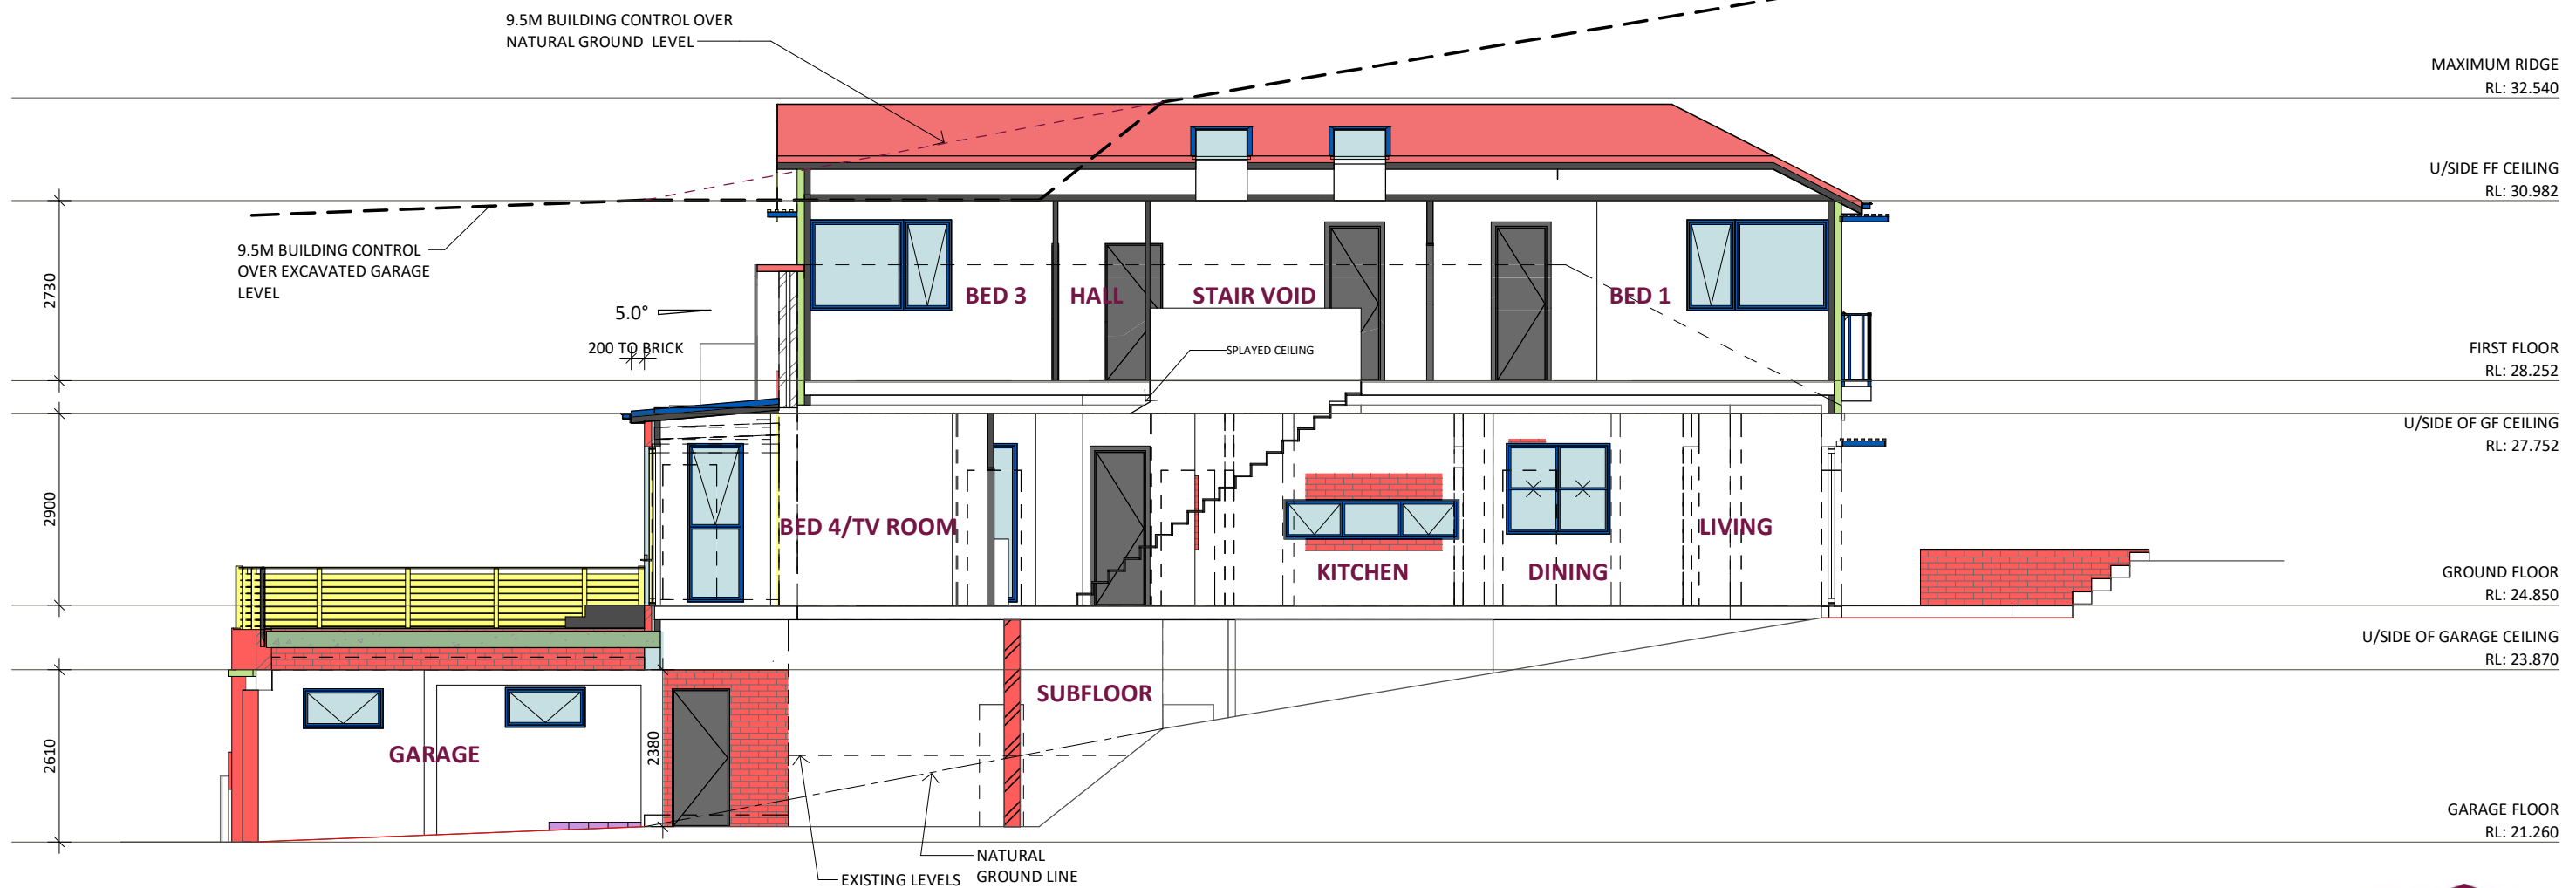 9.5M BUILDING CONTROL OVER
NATURAL GROUND LEVEL
MAXIMUM RIDGE
RL: 32.540
U/SIDE FF CEILING
RL: 30.982
9.5M BUILDING CONTROL
OVER EXCAVATED GARAGE
LEVEL
2730
BED 3
HALL
STAIR VOID
BED 1
5.0°
200 TO BRICK
SPLAYED CEILING
FIRST FLOOR
RL: 28.252
U/SIDE OF GF CEILING
RL: 27.752
2900
BED 4/TV ROOM
KITCHEN
DINING
LIVING
GROUND FLOOR
RL: 24.850
U/SIDE OF GARAGE CEILING
RL: 23.870
SUBFLOOR
2610
GARAGE
2380
GARAGE FLOOR
RL: 21.260
NATURAL
GROUND LINE
EXISTING LEVELS